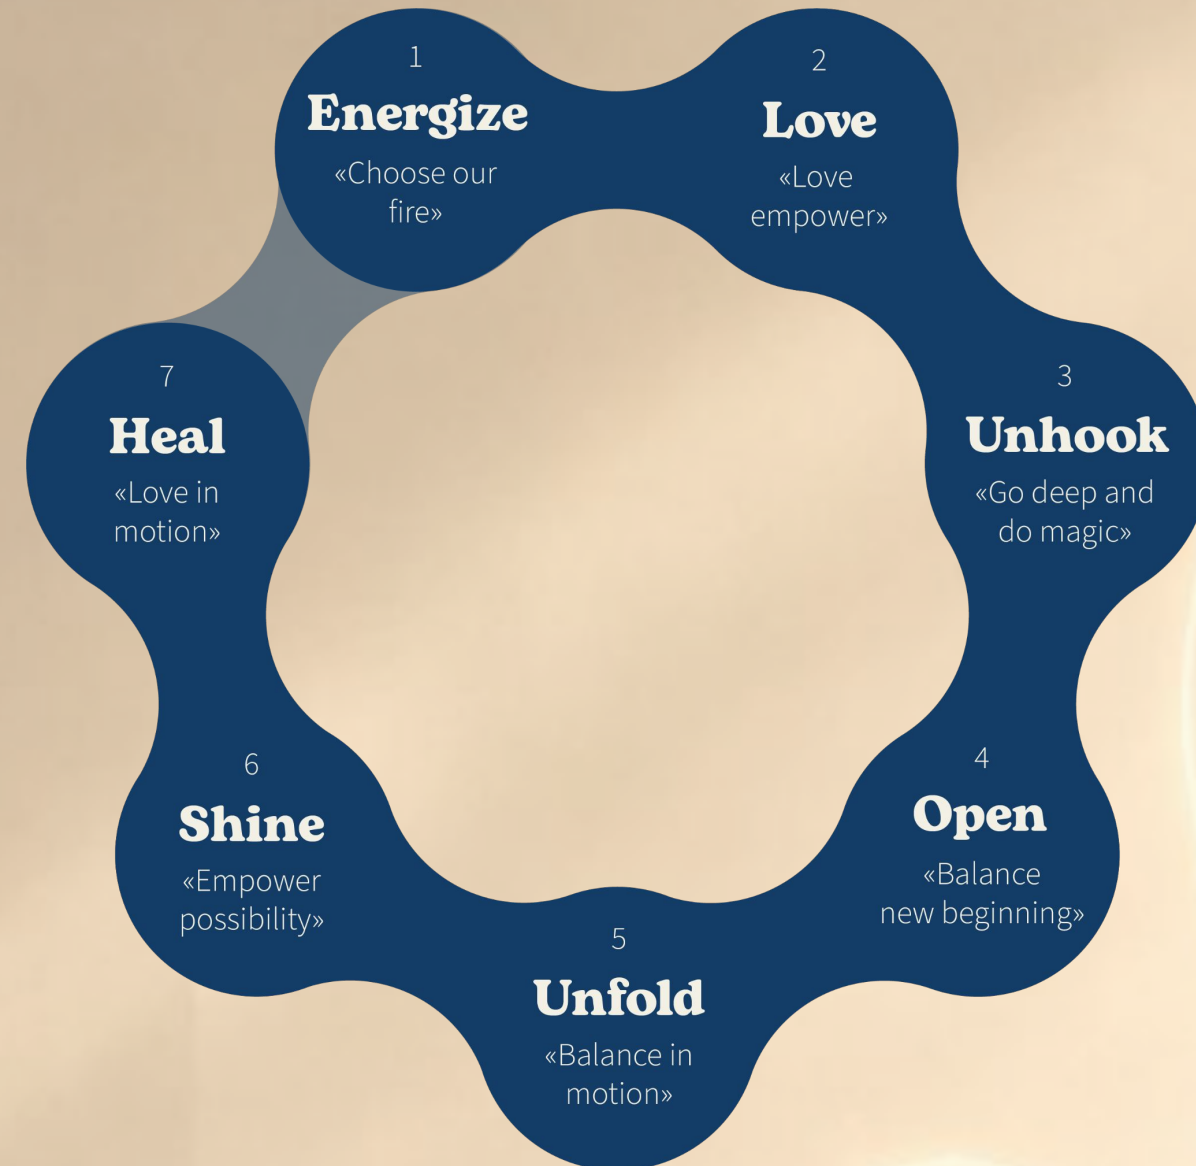 1
Energize
«Choose our
fire»
2
Love
«Love
empower»
3
Unhook
«Go deep and
do magic»
4
Open
«Balance
new beginning»
5
Unfold
«Balance in
motion»
6
Shine
«Empower
possibility»
7
Heal
«Love in
motion»